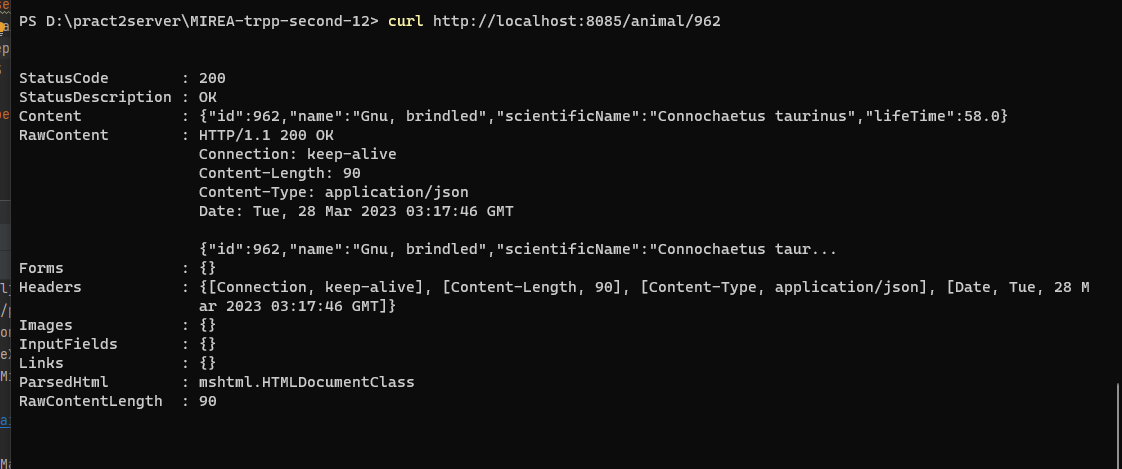 PS D:\pract2server\MIREA-trpp-second-12> curl http://localhost:8085/animal/962
StatusCode        : 200
StatusDescription : OK
Content           : {"id":962,"name":"Gnu, brindled","scientificName":"Connochaetus taurinus","lifeTime":58.0}
RawContent        : HTTP/1.1 200 OK
                    Connection: keep-alive
                    Content-Length: 90
                    Content-Type: application/json
                    Date: Tue, 28 Mar 2023 03:17:46 GMT
                    {"id":962,"name":"Gnu, brindled","scientificName":"Connochaetus taur...
Forms             : {}
Headers           : {[Connection, keep-alive], [Content-Length, 90], [Content-Type, application/json], [Date, Tue, 28 M
                    ar 2023 03:17:46 GMT]}
Images            : {}
InputFields       : {}
Links             : {}
ParsedHtml        : mshtml.HTMLDocumentClass
RawContentLength  : 90